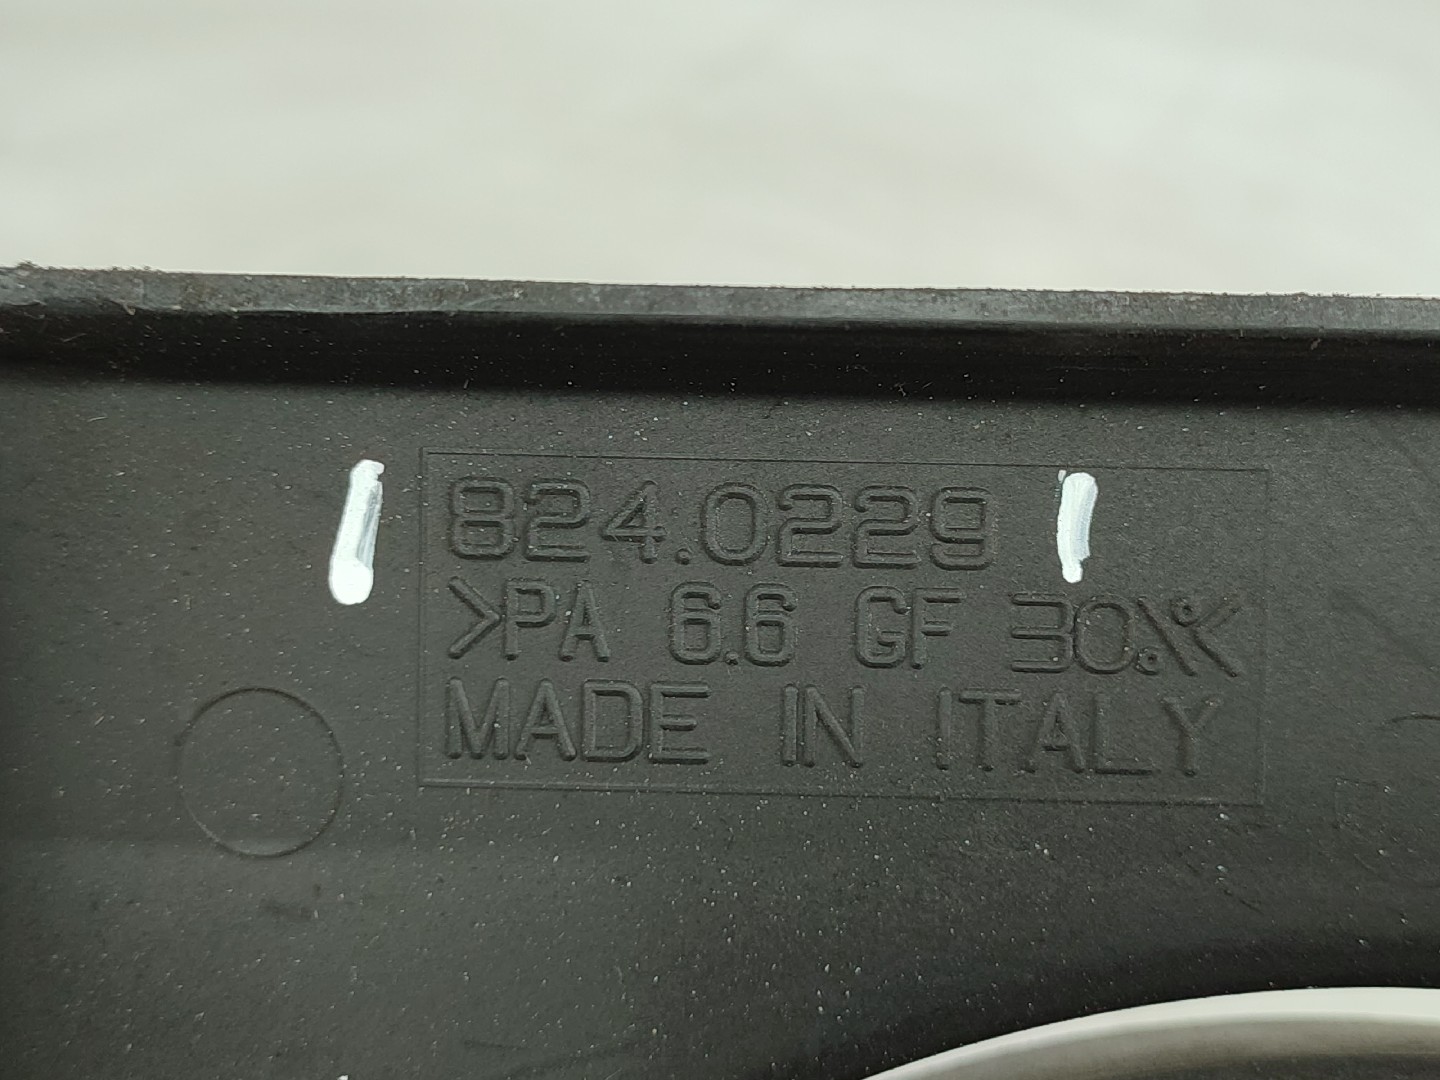 824.0229
>PA 6.6 GF 30%<
MADE IN ITALY